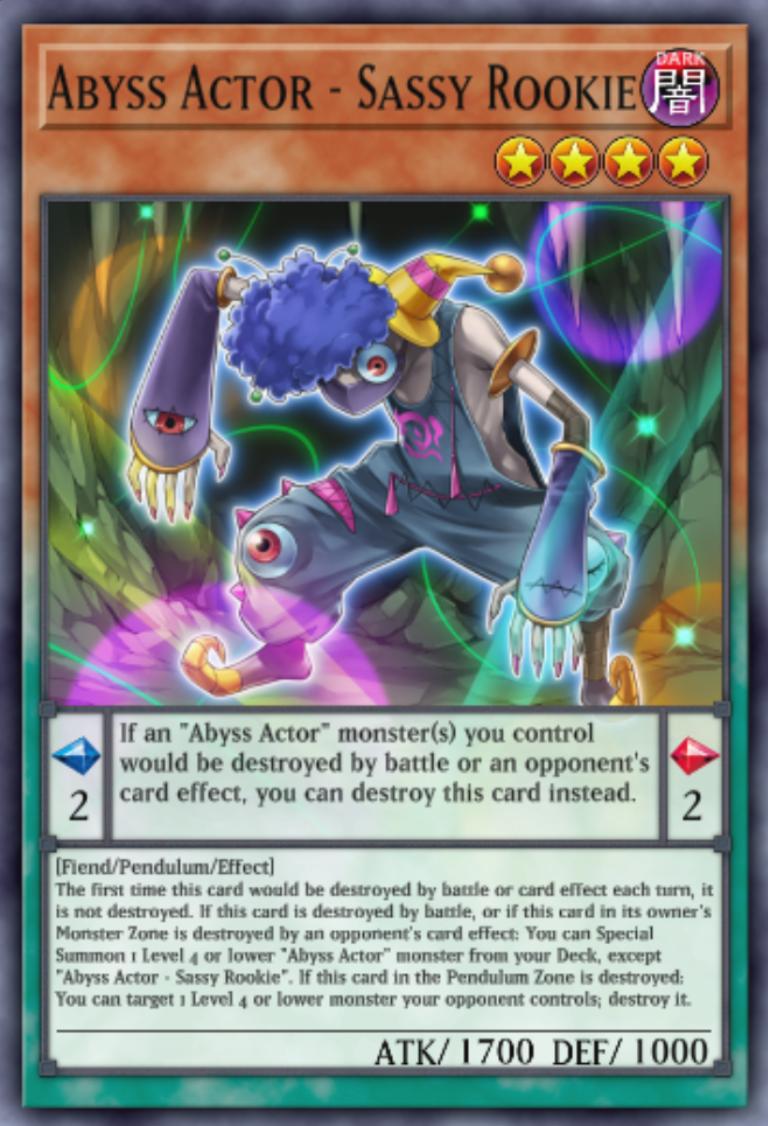 Abyss Actor - Sassy Rookie
DARK
闇
If an "Abyss Actor" monster(s) you control
would be destroyed by battle or an opponent's
card effect, you can destroy this card instead.
2
2
[Fiend/Pendulum/Effect]
The first time this card would be destroyed by battle or card effect each turn, it
is not destroyed. If this card is destroyed by battle, or if this card in its owner's
Monster Zone is destroyed by an opponent's card effect: You can Special
Summon 1 Level 4 or lower "Abyss Actor" monster from your Deck, except
"Abyss Actor - Sassy Rookie". If this card in the Pendulum Zone is destroyed:
You can target 1 Level 4 or lower monster your opponent controls; destroy it.
ATK/ 1700 DEF/ 1000